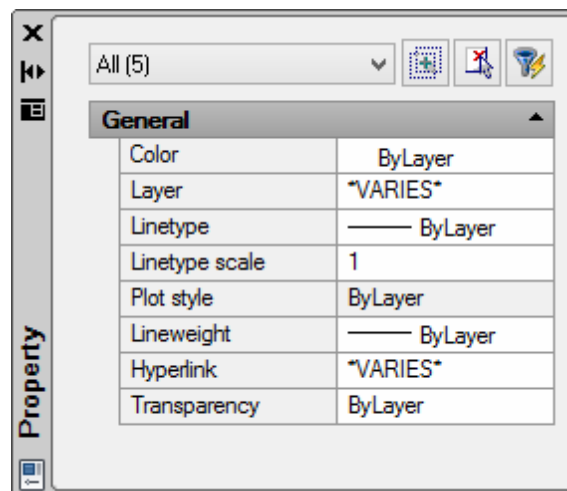 All (5)
General
Color ByLayer
Layer *VARIES*
Linetype ByLayer
Linetype scale 1
Plot style ByLayer
Lineweight ByLayer
Hyperlink *VARIES*
Transparency ByLayer
Property